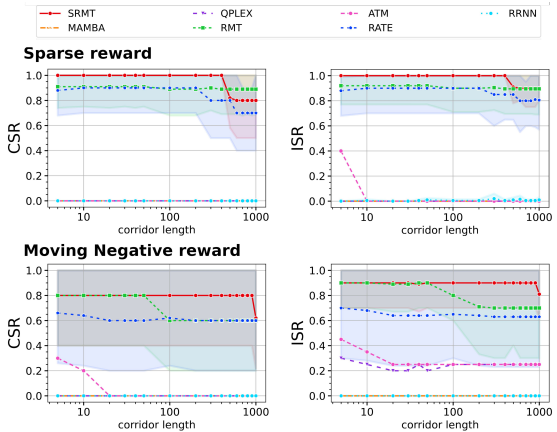 SRMT QPLEX ATM RRNN
MAMBA RMT RATE
Sparse reward
CSR
1.0
0.8
0.6
0.4
0.2
0.0
10 100 1000
corridor length
ISR
1.0
0.8
0.6
0.4
0.2
0.0
10 100 1000
corridor length
Moving Negative reward
CSR
1.0
0.8
0.6
0.4
0.2
0.0
10 100 1000
corridor length
ISR
1.0
0.8
0.6
0.4
0.2
0.0
10 100 1000
corridor length